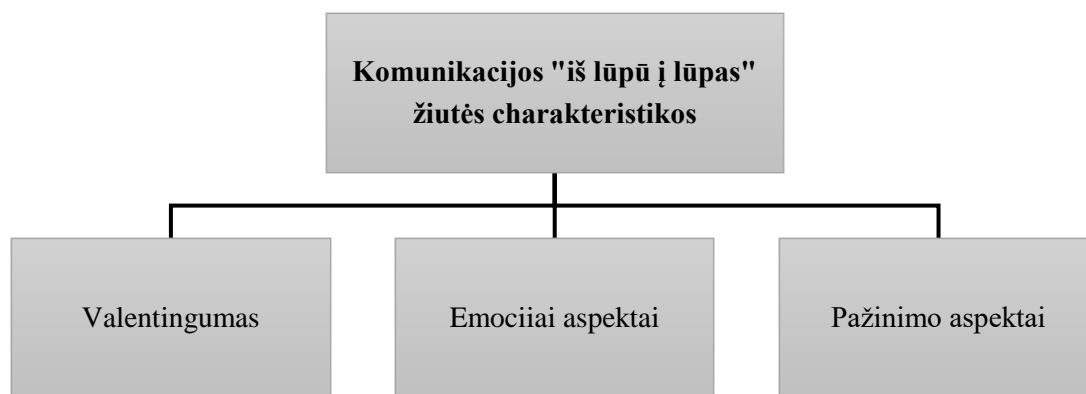 Komunikacijos "iš lūpū į lūpas"
žiutės charakteristikos
Valentingumas
Emociiai aspektai
Pažinimo aspektai